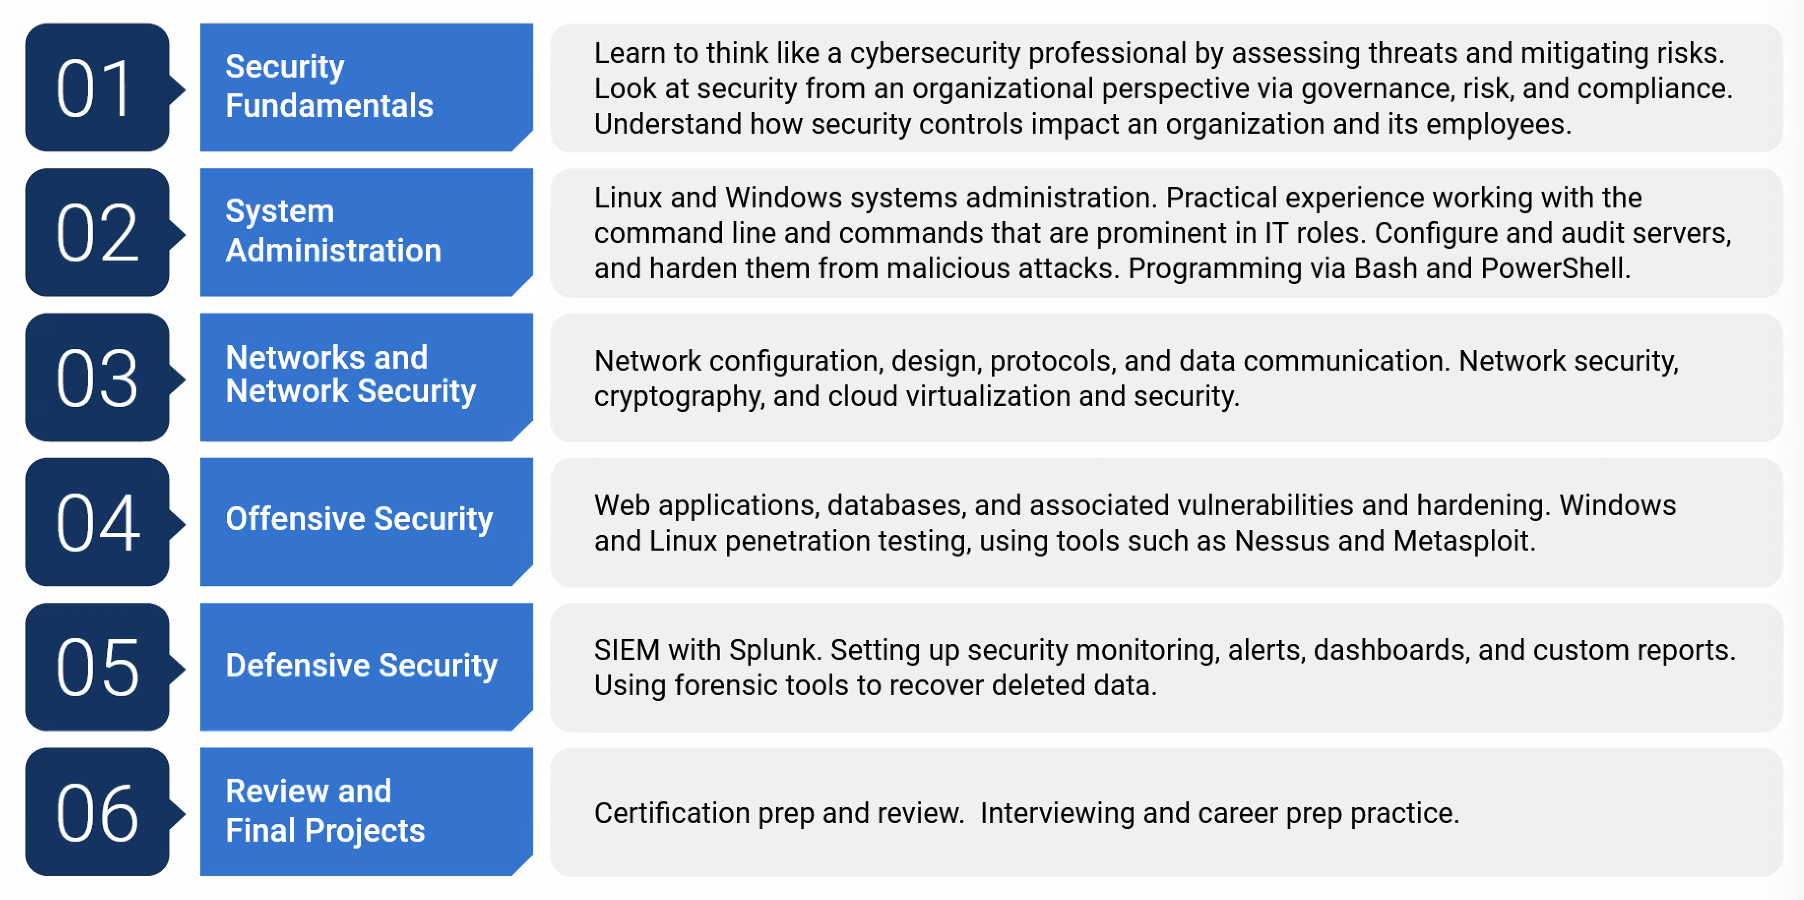 01
Security
Fundamentals
Learn to think like a cybersecurity professional by assessing threats and mitigating risks.
Look at security from an organizational perspective via governance, risk, and compliance.
Understand how security controls impact an organization and its employees.
02
System
Administration
Linux and Windows systems administration. Practical experience working with the
command line and commands that are prominent in IT roles. Configure and audit servers,
and harden them from malicious attacks. Programming via Bash and PowerShell.
03
Networks and
Network Security
Network configuration, design, protocols, and data communication. Network security,
cryptography, and cloud virtualization and security.
04
Offensive Security
Web applications, databases, and associated vulnerabilities and hardening. Windows
and Linux penetration testing, using tools such as Nessus and Metasploit.
05
Defensive Security
SIEM with Splunk. Setting up security monitoring, alerts, dashboards, and custom reports.
Using forensic tools to recover deleted data.
06
Review and
Final Projects
Certification prep and review.  Interviewing and career prep practice.